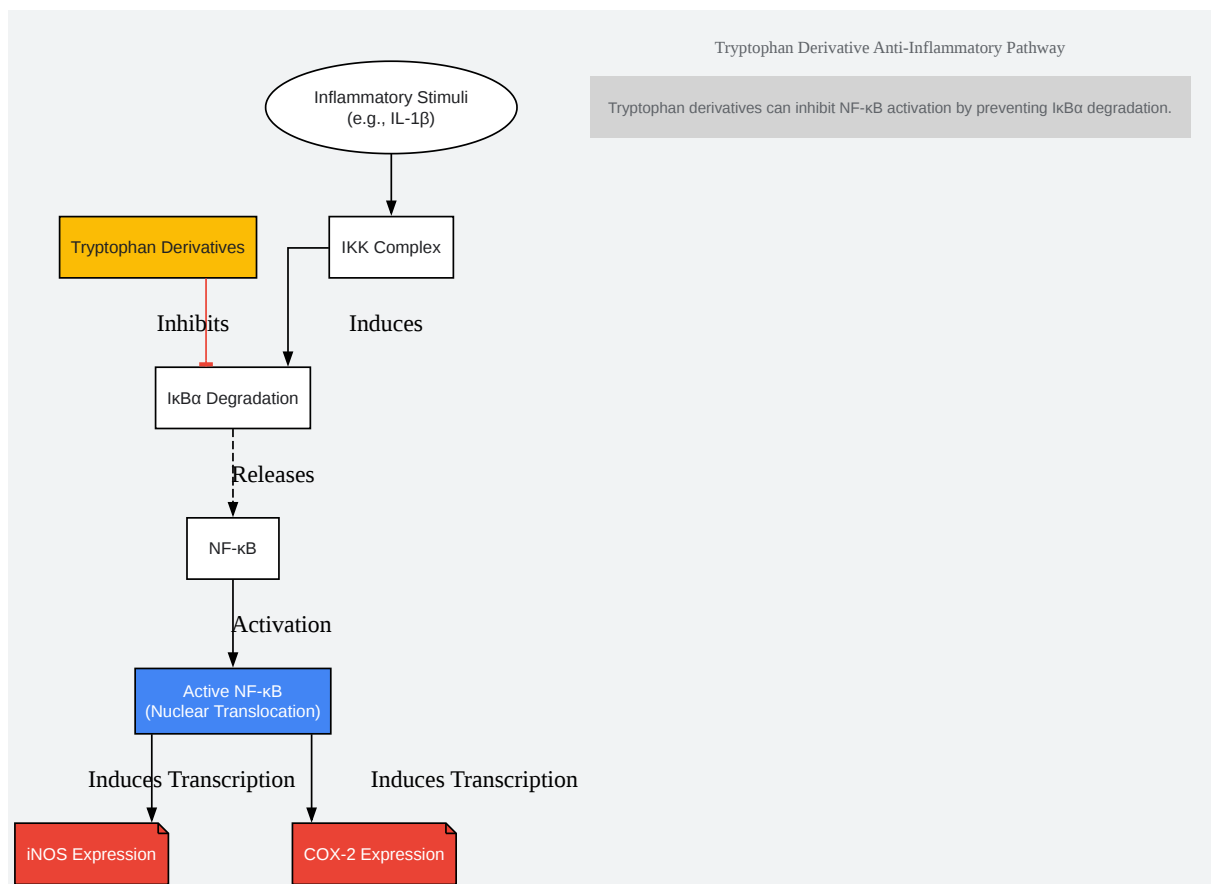 Tryptophan Derivative Anti-Inflammatory Pathway
Tryptophan derivatives can inhibit NF-κB activation by preventing IκBα degradation.
Inflammatory Stimuli
(e.g., IL-1β)
Tryptophan Derivatives
IKK Complex
Inhibits
Induces
IκBα Degradation
Releases
NF-κB
Activation
Active NF-κB
(Nuclear Translocation)
Induces Transcription
Induces Transcription
iNOS Expression
COX-2 Expression